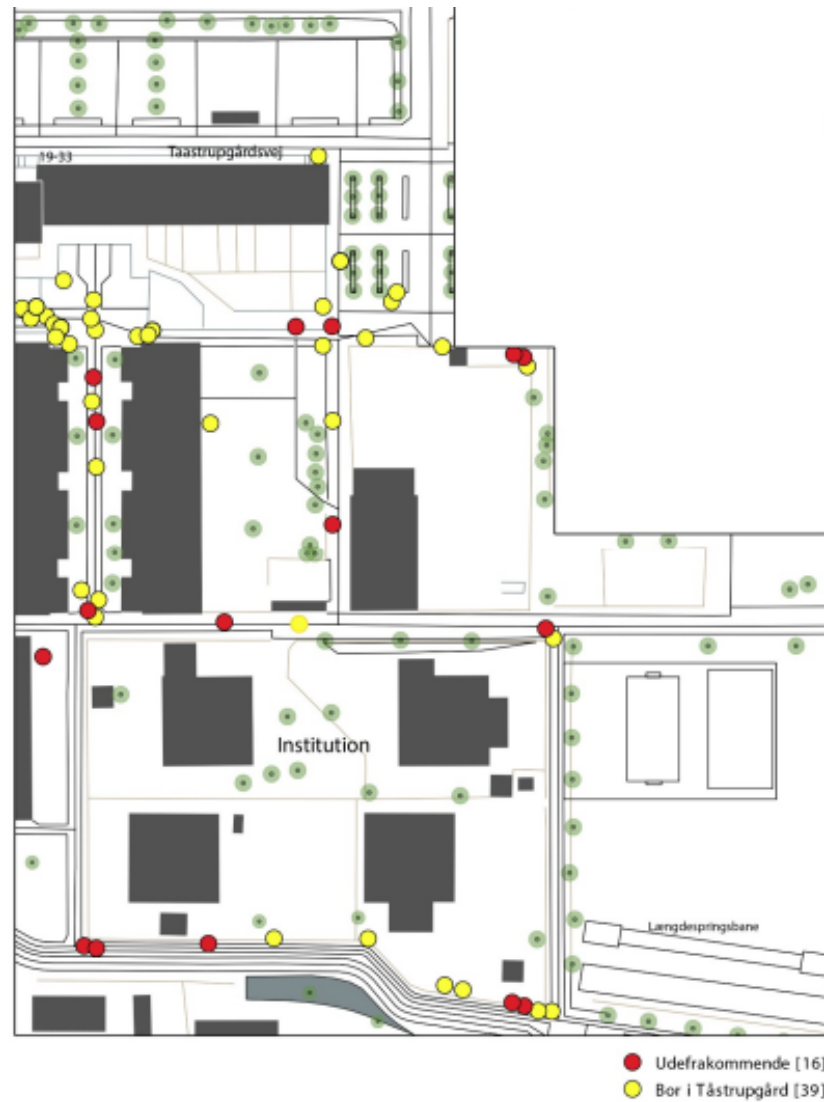 19-33
Taastrupgårdsvej
Institution
Længdespringsbane
Udefrakommende [16]
Bor i Tåstrupgård [39]